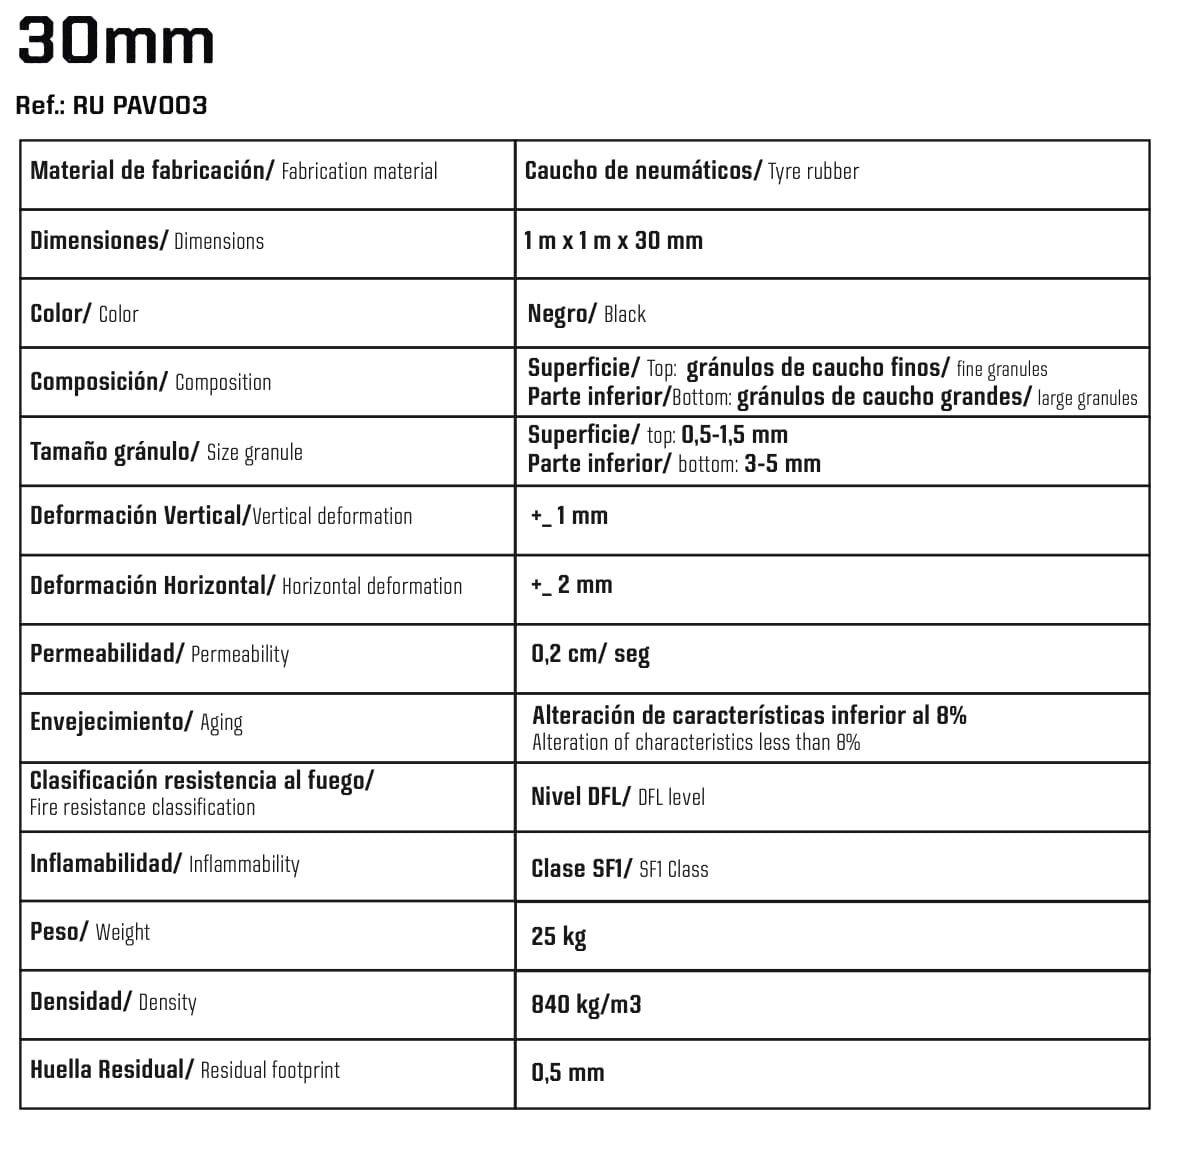 30mm
Ref.: RU PAV003
Material de fabricación/ Fabrication material
Caucho de neumáticos/ Tyre rubber
Dimensiones/ Dimensions
1 m x 1 m x 30 mm
Color/ Color
Negro/ Black
Composición/ Composition
Superficie/ Top: gránulos de caucho finos/ fine granules
Parte inferior/Bottom: gránulos de caucho grandes/ large granules
Tamaño gránulo/ Size granule
Superficie/ top: 0,5-1,5 mm
Parte inferior/ bottom: 3-5 mm
Deformación Vertical/Vertical deformation
+_ 1 mm
Deformación Horizontal/ Horizontal deformation
+_ 2 mm
Permeabilidad/ Permeability
0,2 cm/ seg
Envejecimiento/ Aging
Alteración de características inferior al 8%
Alteration of characteristics less than 8%
Clasificación resistencia al fuego/
Fire resistance classification
Nivel DFL/ DFL level
Inflamabilidad/ Inflammability
Clase SF1/ SF1 Class
Peso/ Weight
25 kg
Densidad/ Density
840 kg/m3
Huella Residual/ Residual footprint
0,5 mm